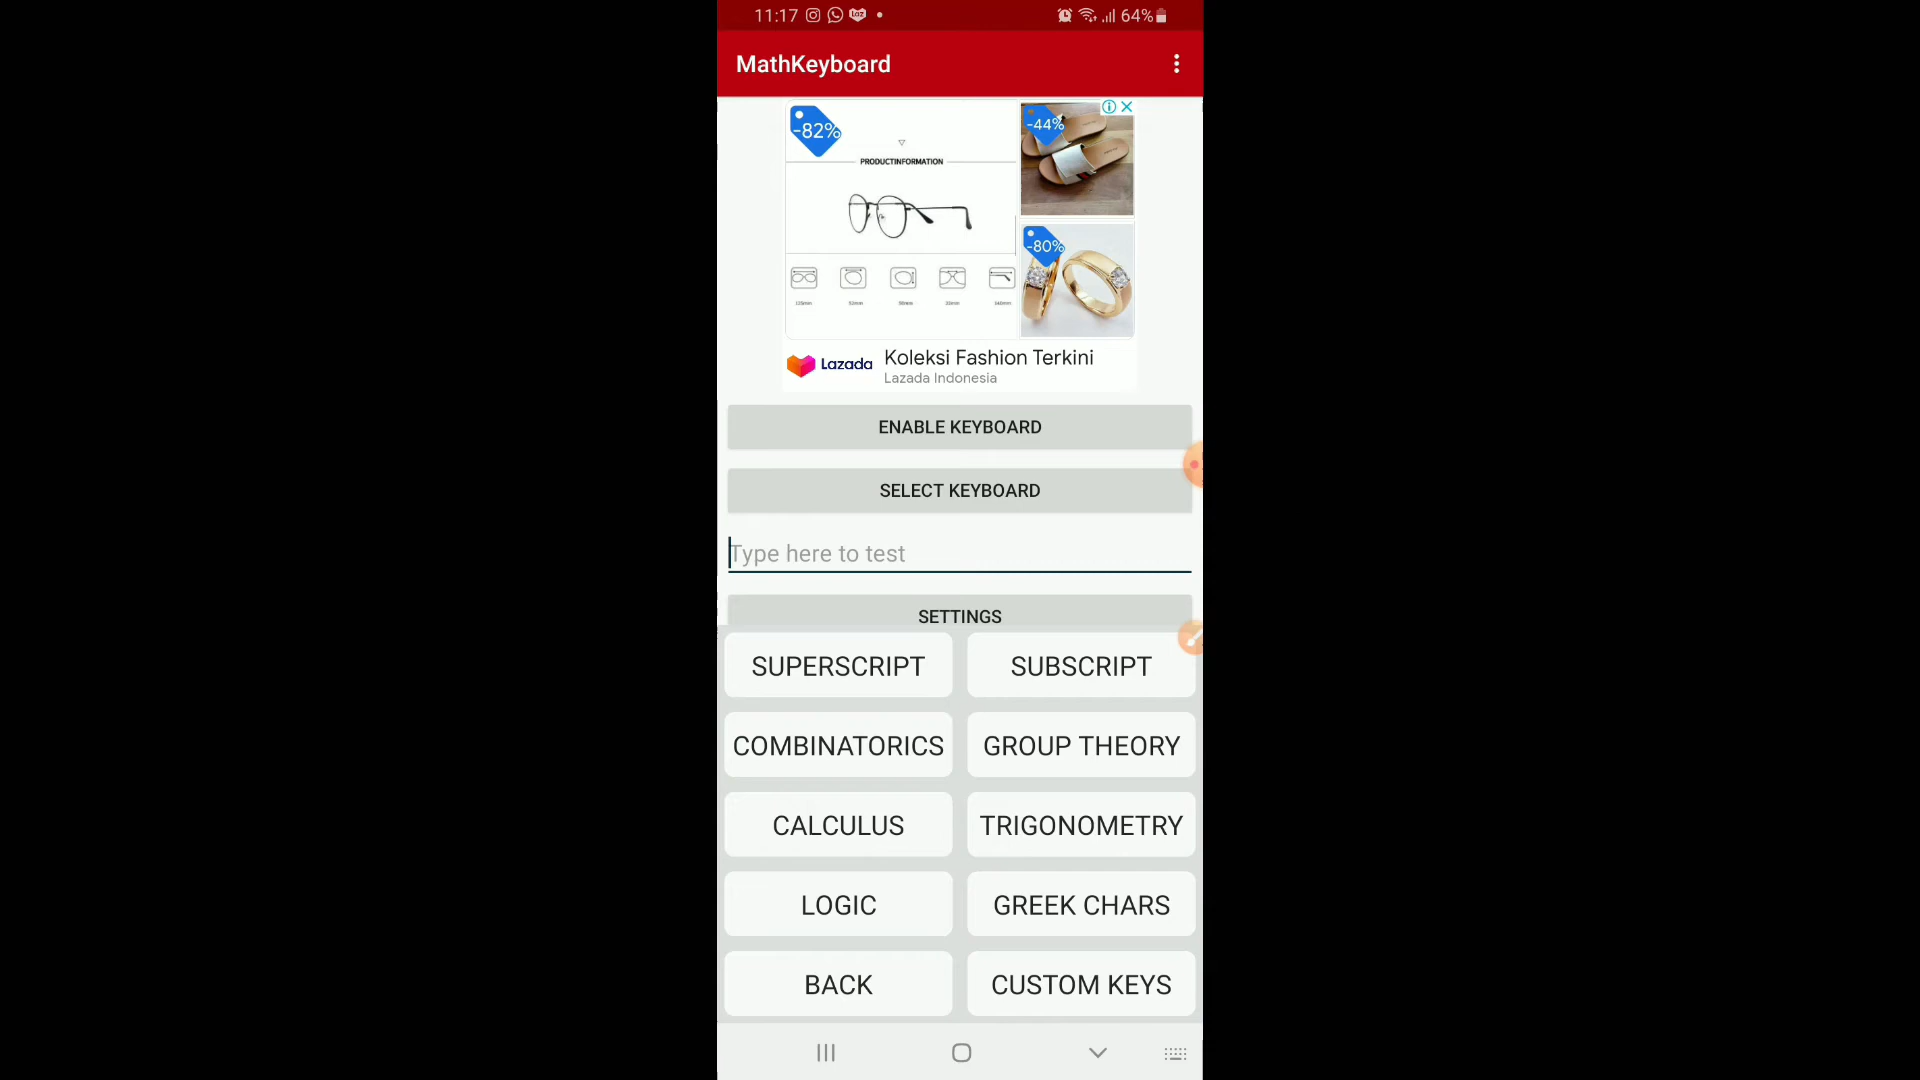 11:17
64%
MathKeyboard
-82%
PRODUCTINFORMATION
-44%
-80%
Lazada
Koleksi Fashion Terkini
Lazada Indonesia
ENABLE KEYBOARD
SELECT KEYBOARD
Type here to test
SETTINGS
SUPERSCRIPT SUBSCRIPT
COMBINATORICS GROUP THEORY
CALCULUS TRIGONOMETRY
LOGIC GREEK CHARS
BACK CUSTOM KEYS